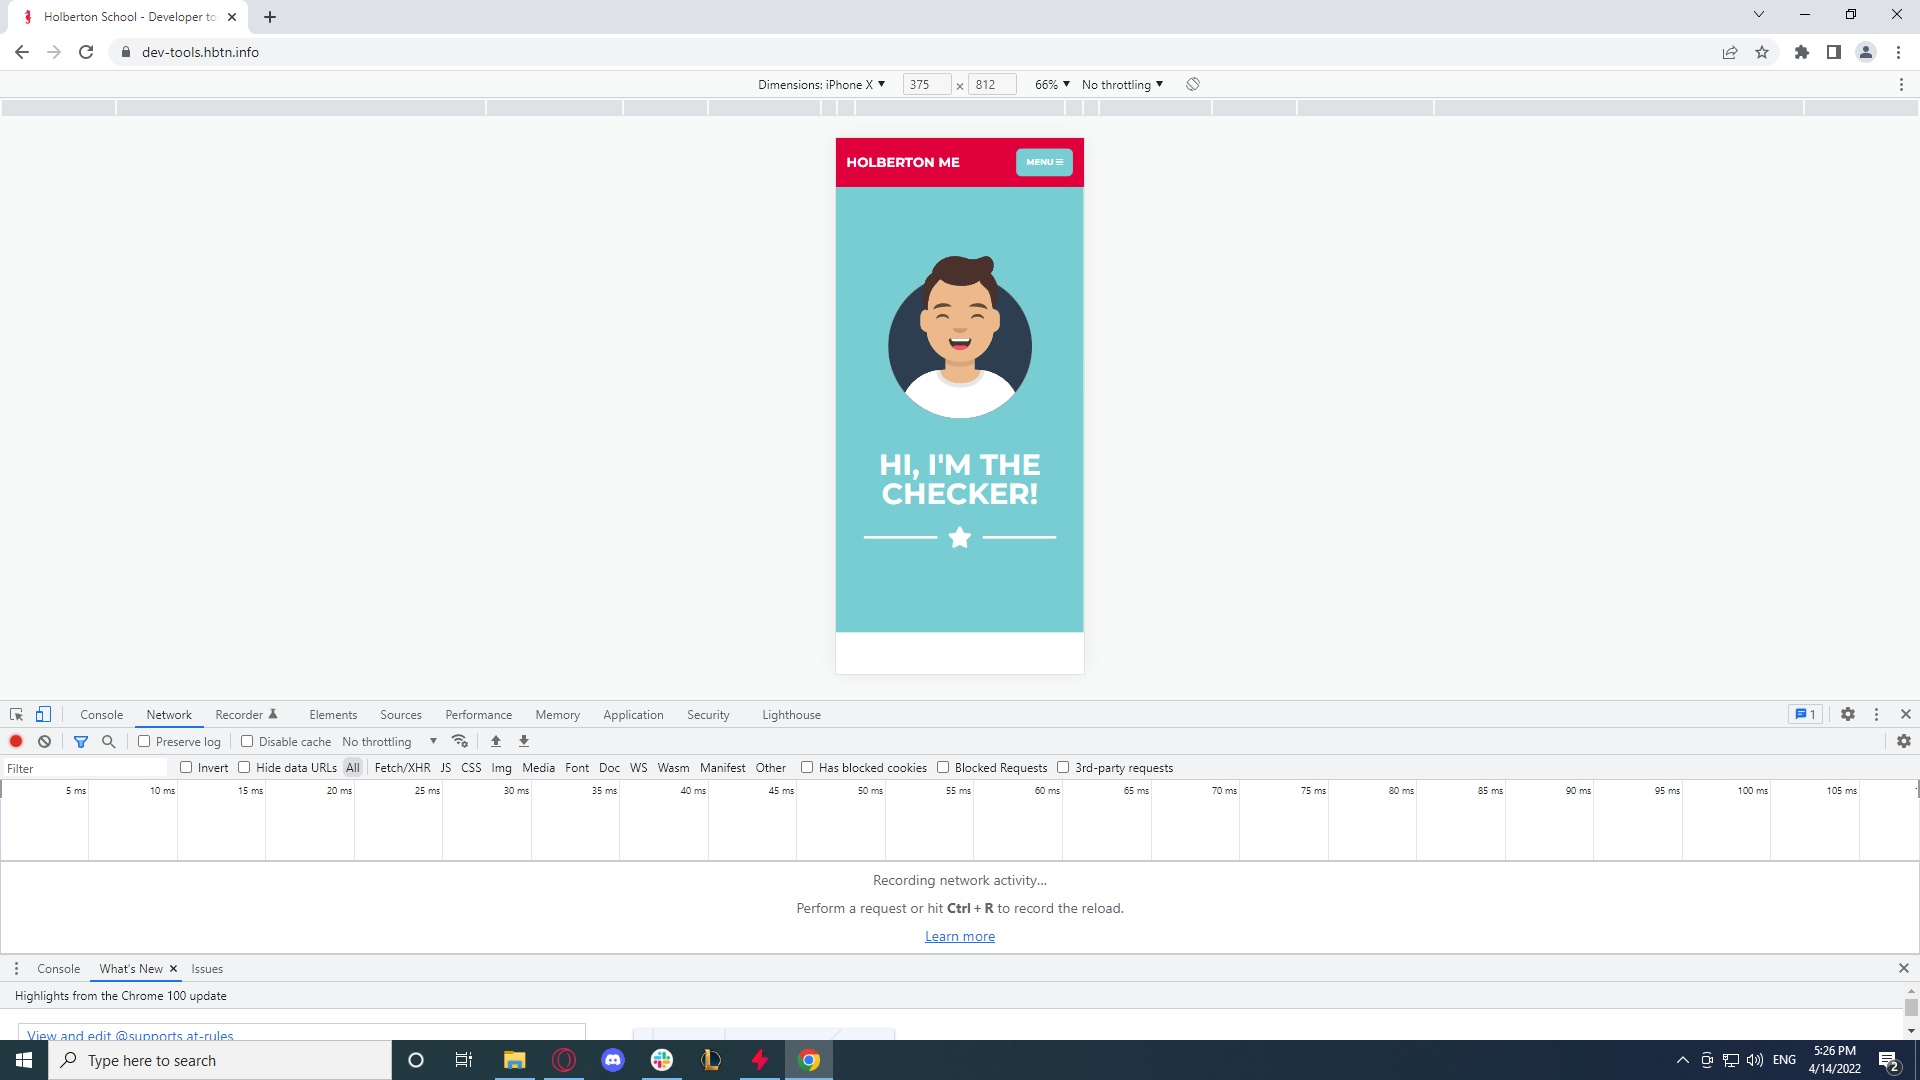 Holberton School - Developer to
dev-tools.hbtn.info
Dimensions: iPhone X ▼ 375 × 812 66% ▼ No throttling ▼
HOLBERTON ME MENU
HI, I'M THE
CHECKER!
Console Network Recorder Elements Sources Performance Memory Application Security Lighthouse 1
Preserve log Disable cache No throttling ▼
Filter Invert Hide data URLs All Fetch/XHR JS CSS Img Media Font Doc WS Wasm Manifest Other Has blocked cookies Blocked Requests 3rd-party requests
5 ms 10 ms 15 ms 20 ms 25 ms 30 ms 35 ms 40 ms 45 ms 50 ms 55 ms 60 ms 65 ms 70 ms 75 ms 80 ms 85 ms 90 ms 95 ms 100 ms 105 ms
Recording network activity...
Perform a request or hit Ctrl + R to record the reload.
Learn more
Console What's New Issues
Highlights from the Chrome 100 update
View and edit @supports at-rules
Type here to search
ENG
5:26 PM
4/14/2022
2